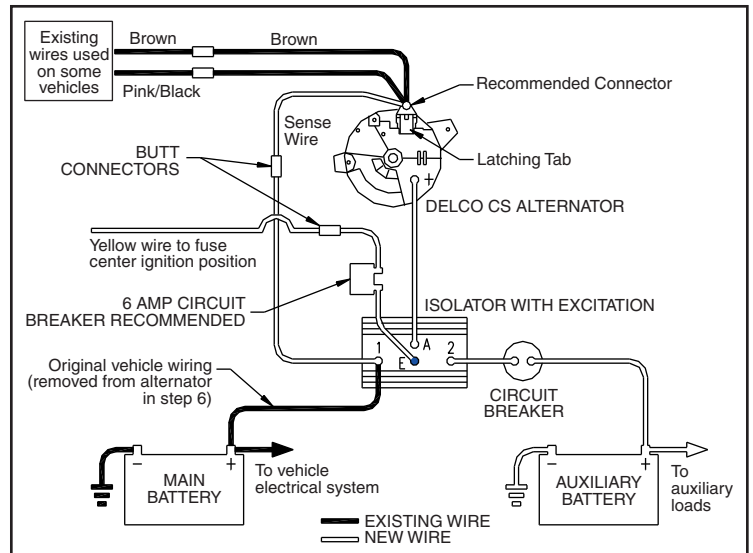 Existing
wires used
on some
vehicles
Brown
Brown
Pink/Black
Recommended Connector
Sense
Wire
BUTT
CONNECTORS
Latching Tab
+
DELCO CS ALTERNATOR
Yellow wire to fuse
center ignition position
6 AMP CIRCUIT
BREAKER RECOMMENDED
ISOLATOR WITH EXCITATION
1
A
E
2
Original vehicle wiring
(removed from alternator
in step 6)
CIRCUIT
BREAKER
- +
MAIN
BATTERY
To vehicle
electrical system
- +
AUXILIARY
BATTERY
To
auxiliary
loads
EXISTING WIRE
NEW WIRE